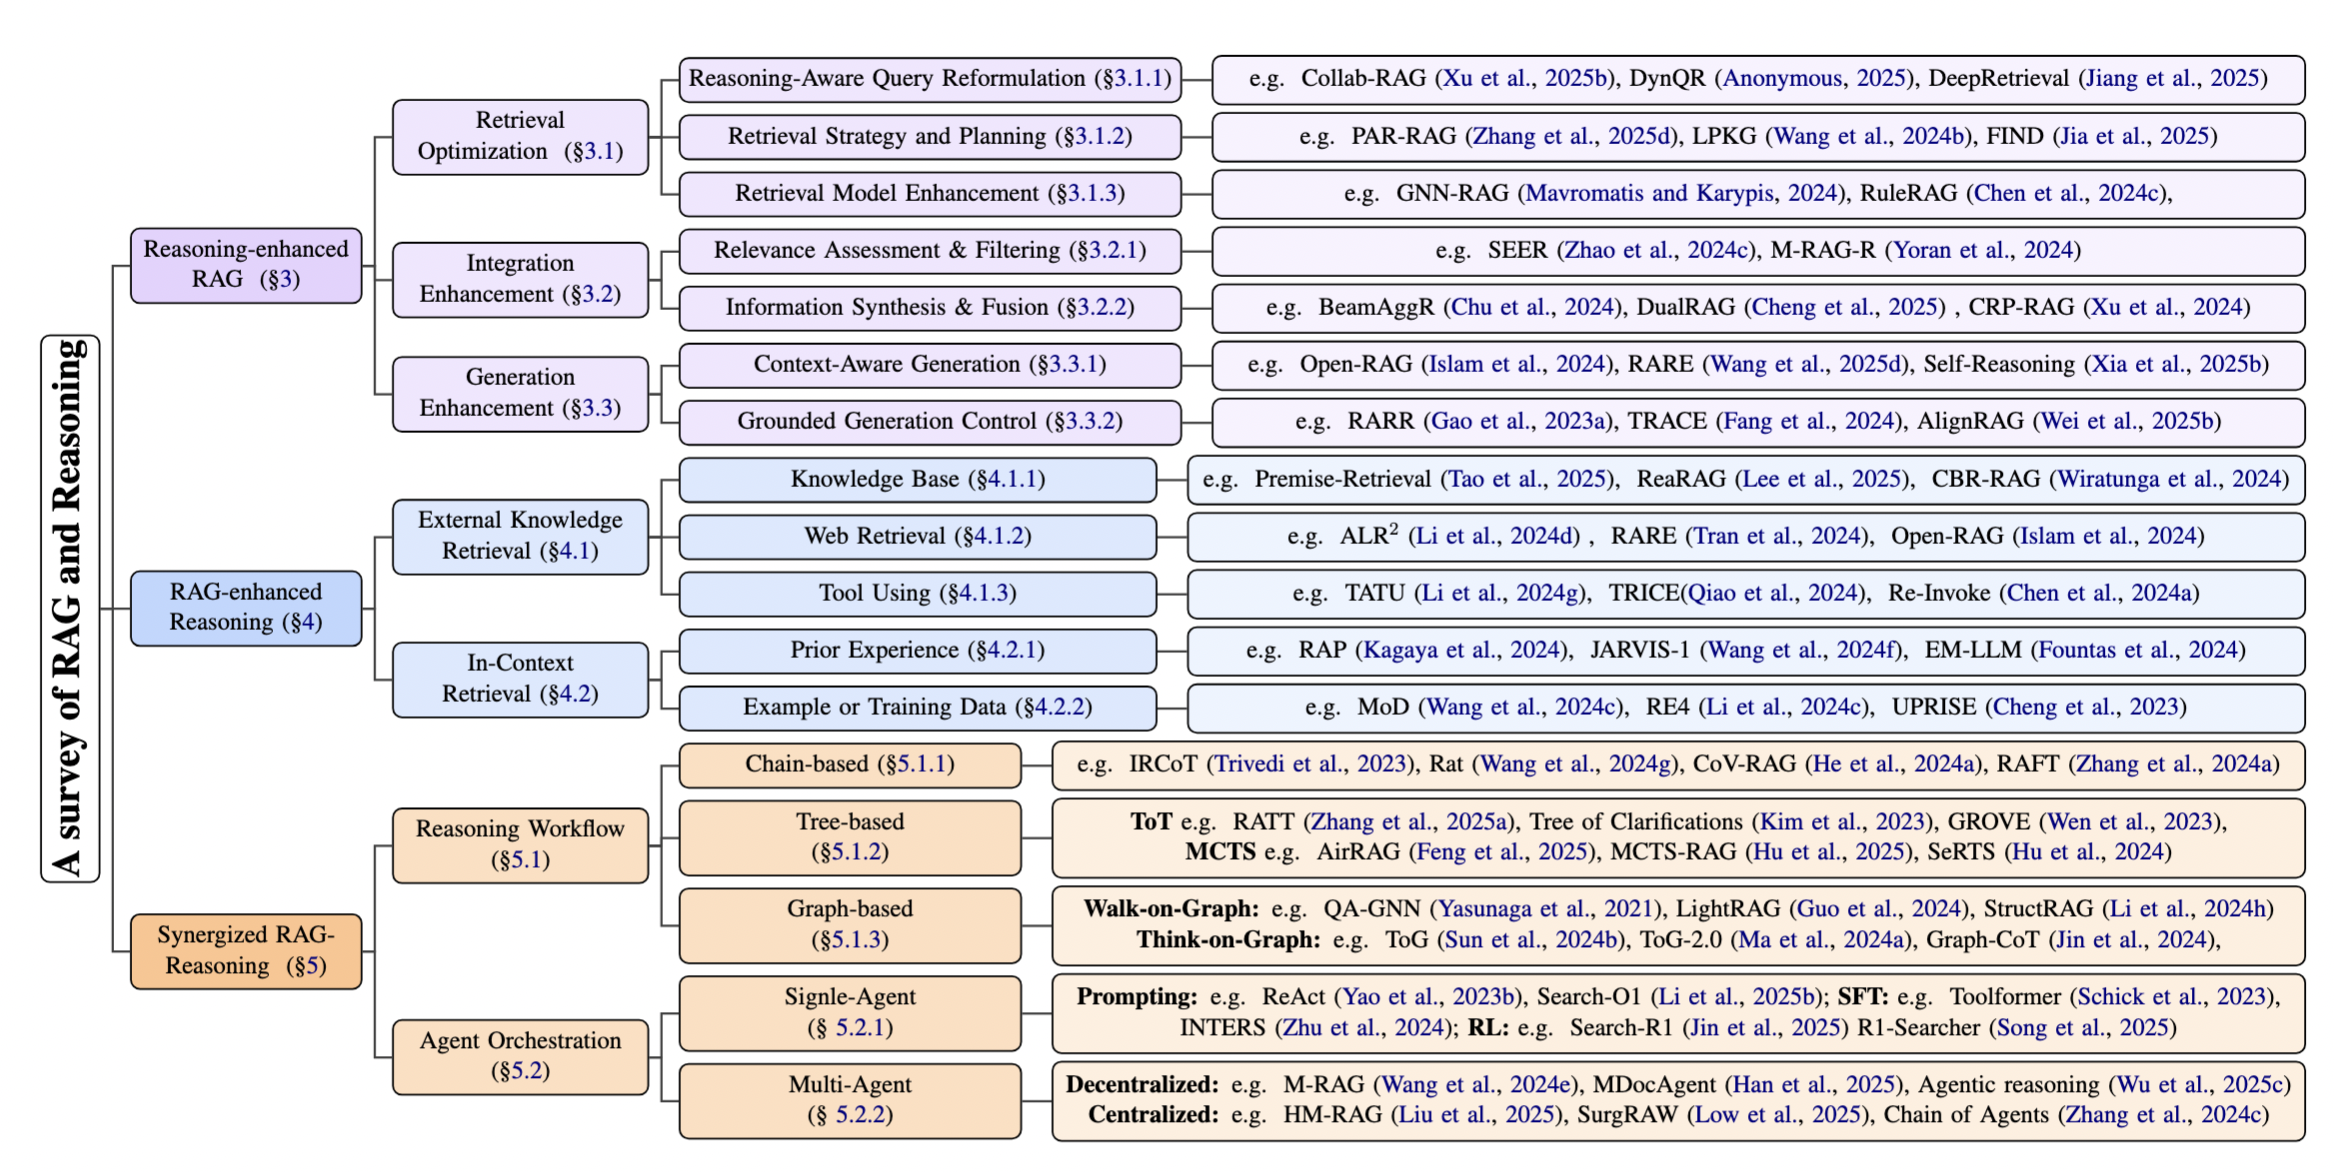 A survey of RAG and Reasoning
Reasoning-enhanced
RAG (§3)
Retrieval
Optimization (§3.1)
Reasoning-Aware Query Reformulation (§3.1.1)
e.g. Collab-RAG (Xu et al., 2025b), DynQR (Anonymous, 2025), DeepRetrieval (Jiang et al., 2025)
Retrieval Strategy and Planning (§3.1.2)
e.g. PAR-RAG (Zhang et al., 2025d), LPKG (Wang et al., 2024b), FIND (Jia et al., 2025)
Retrieval Model Enhancement (§3.1.3)
e.g. GNN-RAG (Mavromatis and Karypis, 2024), RuleRAG (Chen et al., 2024c),
Integration
Enhancement (§3.2)
Relevance Assessment & Filtering (§3.2.1)
e.g. SEER (Zhao et al., 2024c), M-RAG-R (Yoran et al., 2024)
Information Synthesis & Fusion (§3.2.2)
e.g. BeamAggR (Chu et al., 2024), DualRAG (Cheng et al., 2025) , CRP-RAG (Xu et al., 2024)
Generation
Enhancement (§3.3)
Context-Aware Generation (§3.3.1)
e.g. Open-RAG (Islam et al., 2024), RARE (Wang et al., 2025d), Self-Reasoning (Xia et al., 2025b)
Grounded Generation Control (§3.3.2)
e.g. RARR (Gao et al., 2023a), TRACE (Fang et al., 2024), AlignRAG (Wei et al., 2025b)
RAG-enhanced
Reasoning (§4)
External Knowledge
Retrieval (§4.1)
Knowledge Base (§4.1.1)
e.g. Premise-Retrieval (Tao et al., 2025), ReaRAG (Lee et al., 2025), CBR-RAG (Wiratunga et al., 2024)
Web Retrieval (§4.1.2)
e.g. ALR² (Li et al., 2024d) , RARE (Tran et al., 2024), Open-RAG (Islam et al., 2024)
Tool Using (§4.1.3)
e.g. TATU (Li et al., 2024g), TRICE(Qiao et al., 2024), Re-Invoke (Chen et al., 2024a)
In-Context
Retrieval (§4.2)
Prior Experience (§4.2.1)
e.g. RAP (Kagaya et al., 2024), JARVIS-1 (Wang et al., 2024f), EM-LLM (Fountas et al., 2024)
Example or Training Data (§4.2.2)
e.g. MoD (Wang et al., 2024c), RE4 (Li et al., 2024c), UPRISE (Cheng et al., 2023)
Synergized RAG-
Reasoning (§5)
Reasoning Workflow
(§5.1)
Chain-based (§5.1.1)
e.g. IRCoT (Trivedi et al., 2023), Rat (Wang et al., 2024g), CoV-RAG (He et al., 2024a), RAFT (Zhang et al., 2024a)
Tree-based
(§5.1.2)
ToT e.g. RATT (Zhang et al., 2025a), Tree of Clarifications (Kim et al., 2023), GROVE (Wen et al., 2023),
MCTS e.g. AirRAG (Feng et al., 2025), MCTS-RAG (Hu et al., 2025), SeRTS (Hu et al., 2024)
Graph-based
(§5.1.3)
Walk-on-Graph: e.g. QA-GNN (Yasunaga et al., 2021), LightRAG (Guo et al., 2024), StructRAG (Li et al., 2024h)
Think-on-Graph: e.g. ToG (Sun et al., 2024b), ToG-2.0 (Ma et al., 2024a), Graph-CoT (Jin et al., 2024),
Agent Orchestration
(§5.2)
Signle-Agent
(§ 5.2.1)
Prompting: e.g. ReAct (Yao et al., 2023b), Search-O1 (Li et al., 2025b); SFT: e.g. Toolformer (Schick et al., 2023),
INTERS (Zhu et al., 2024); RL: e.g. Search-R1 (Jin et al., 2025) R1-Searcher (Song et al., 2025)
Multi-Agent
(§ 5.2.2)
Decentralized: e.g. M-RAG (Wang et al., 2024e), MDocAgent (Han et al., 2025), Agentic reasoning (Wu et al., 2025c)
Centralized: e.g. HM-RAG (Liu et al., 2025), SurgRAW (Low et al., 2025), Chain of Agents (Zhang et al., 2024c)